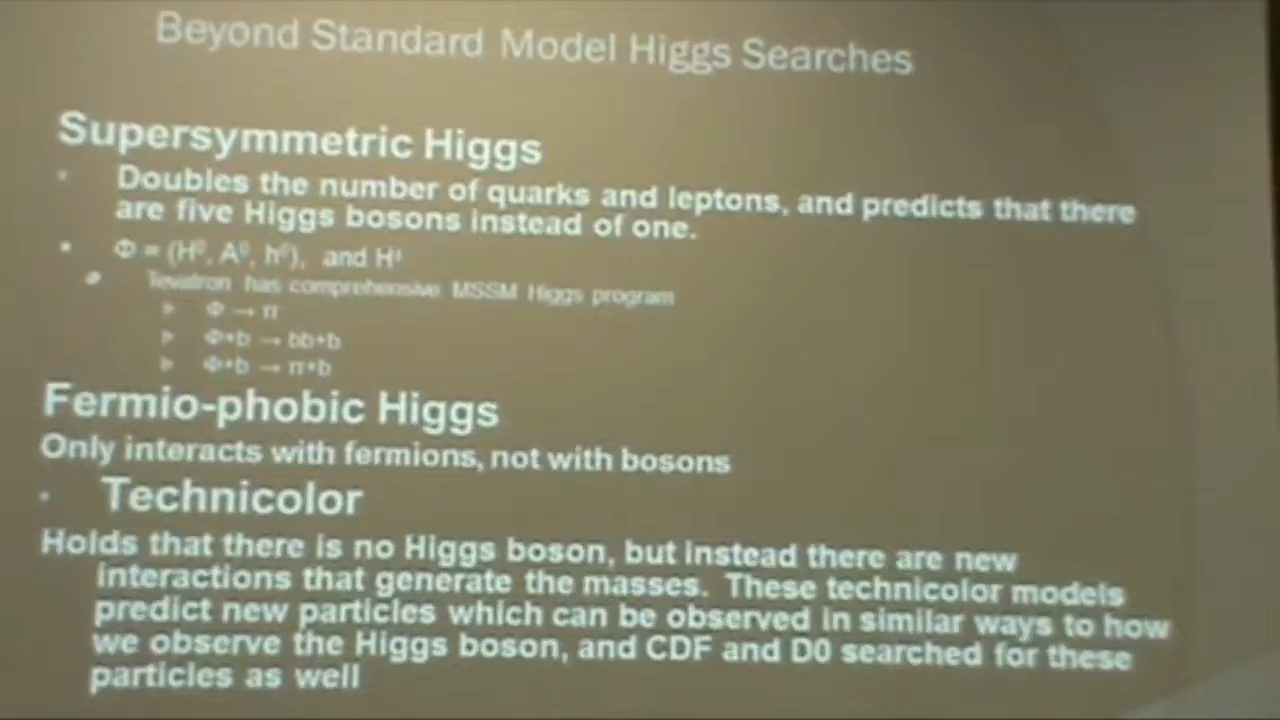 Beyond Standard Model Higgs Searches
Supersymmetric Higgs
• Doubles the number of quarks and leptons, and predicts that there
are five Higgs bosons instead of one.
• Φ = (H⁰, A⁰, h⁰), and H±
Tevatron has comprehensive MSSM Higgs program
Φ → ττ
Φ+b → bb+b
Φ+b → ττ+b
Fermio-phobic Higgs
Only interacts with fermions, not with bosons
• Technicolor
Holds that there is no Higgs boson, but instead there are new
interactions that generate the masses. These technicolor models
predict new particles which can be observed in similar ways to how
we observe the Higgs boson, and CDF and D0 searched for these
particles as well